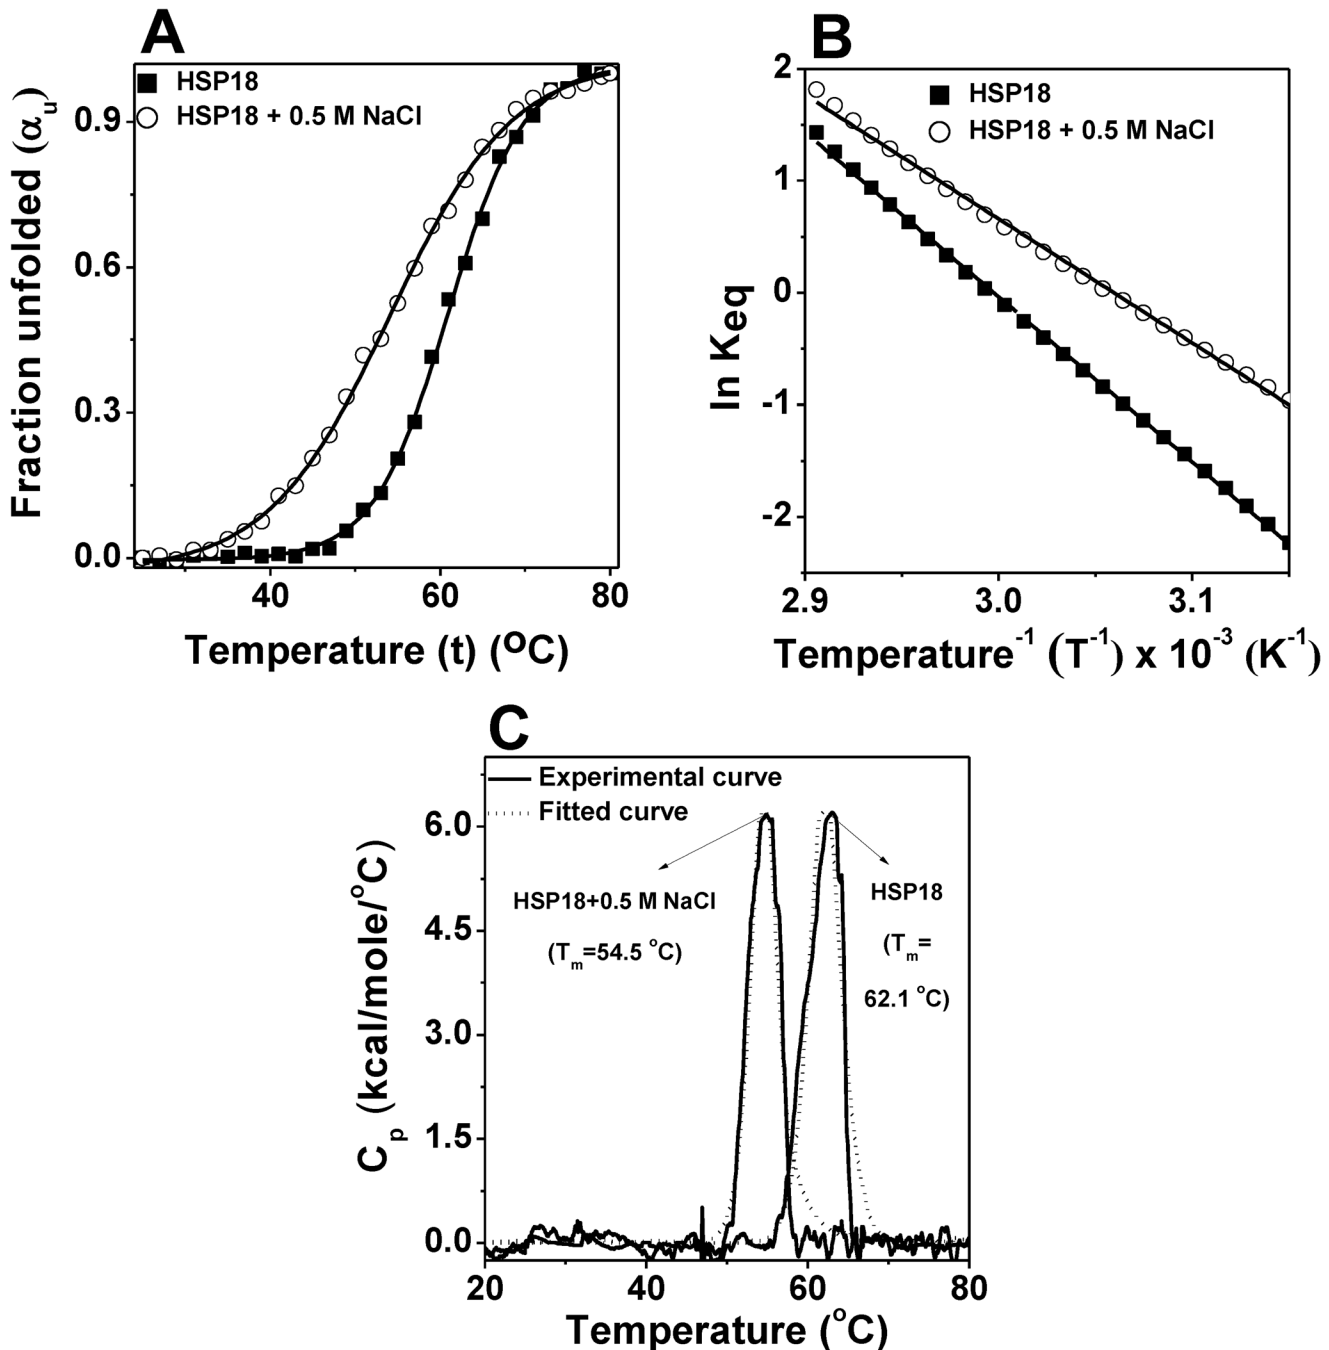 A
HSP18
HSP18 + 0.5 M NaCl
Fraction unfolded (αu)
0.9
0.6
0.3
0.0
40 60 80
Temperature (t) (oC)
B
HSP18
HSP18 + 0.5 M NaCl
ln Keq
2
1
0
-1
-2
2.9 3.0 3.1
Temperature-1 (T-1) x 10-3 (K-1)
C
Experimental curve
Fitted curve
HSP18+0.5 M NaCl
(Tm=54.5 oC)
HSP18
(Tm=
62.1 oC)
Cp (kcal/mole/oC)
6.0
4.5
3.0
1.5
0.0
20 40 60 80
Temperature (oC)